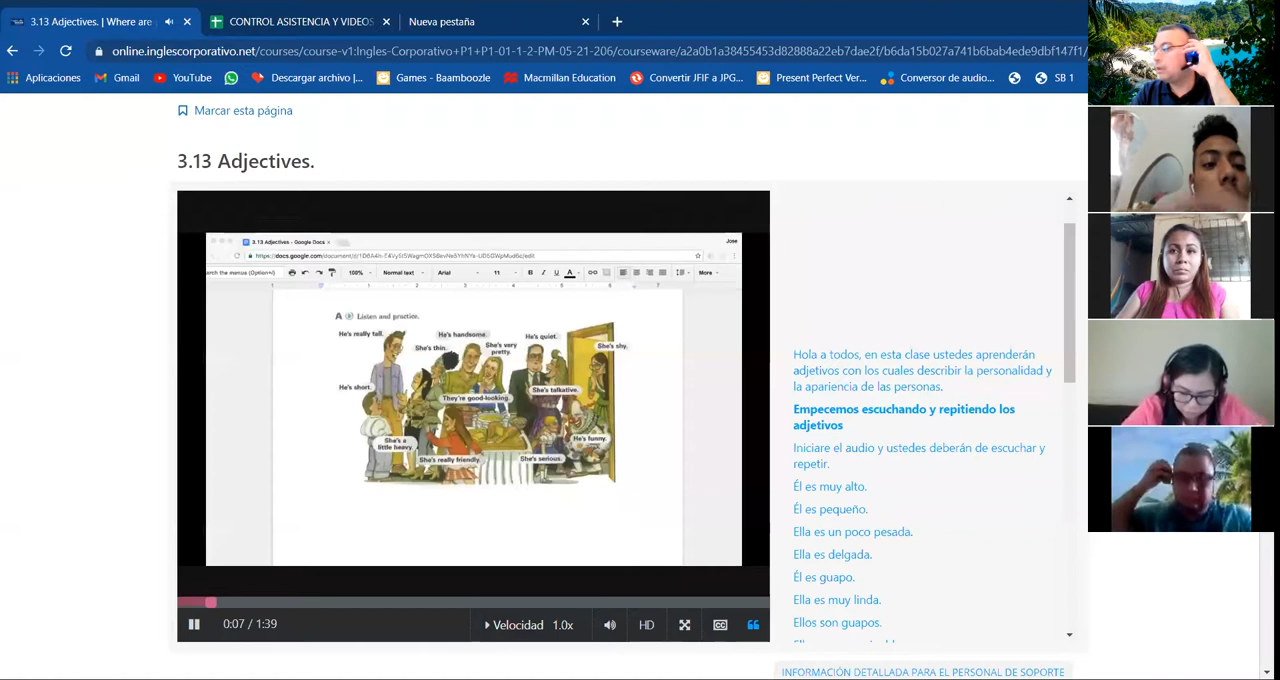 3.13 Adjectives. | Where are
CONTROL ASISTENCIA Y VIDEOS
Nueva pestaña
online.inglescorporativo.net/courses/course-v1:Ingles-Corporativo+P1+P1-01-1-2-PM-05-21-206/courseware/a2a0b1a38455453d82888a22eb7dae2f/b6da15b027a741b6bab4ede9dbf147f1/
Aplicaciones
Gmail
YouTube
Descargar archivo |...
Games - Baamboozle
Macmillan Education
Convertir JFIF a JPG...
Present Perfect Ver...
Conversor de audio...
SB 1
Marcar esta página
3.13 Adjectives.
3.13 Adjectives - Google Docs
Jose
100%
Normal text
Arial
11
More
A Listen and practice.
He's really tall.
He's handsome.
He's quiet.
She's thin.
She's very
pretty.
She's shy.
He's short.
She's talkative.
They're good-looking.
She's a
little heavy.
He's funny.
She's really friendly.
She's serious.
0:07 / 1:39
Velocidad 1.0x
HD
Hola a todos, en esta clase ustedes aprenderán
adjetivos con los cuales describir la personalidad y
la apariencia de las personas.
Empecemos escuchando y repitiendo los
adjetivos
Iniciare el audio y ustedes deberán de escuchar y
repetir.
Él es muy alto.
Él es pequeño.
Ella es un poco pesada.
Ella es delgada.
Él es guapo.
Ella es muy linda.
Ellos son guapos.
INFORMACIÓN DETALLADA PARA EL PERSONAL DE SOPORTE